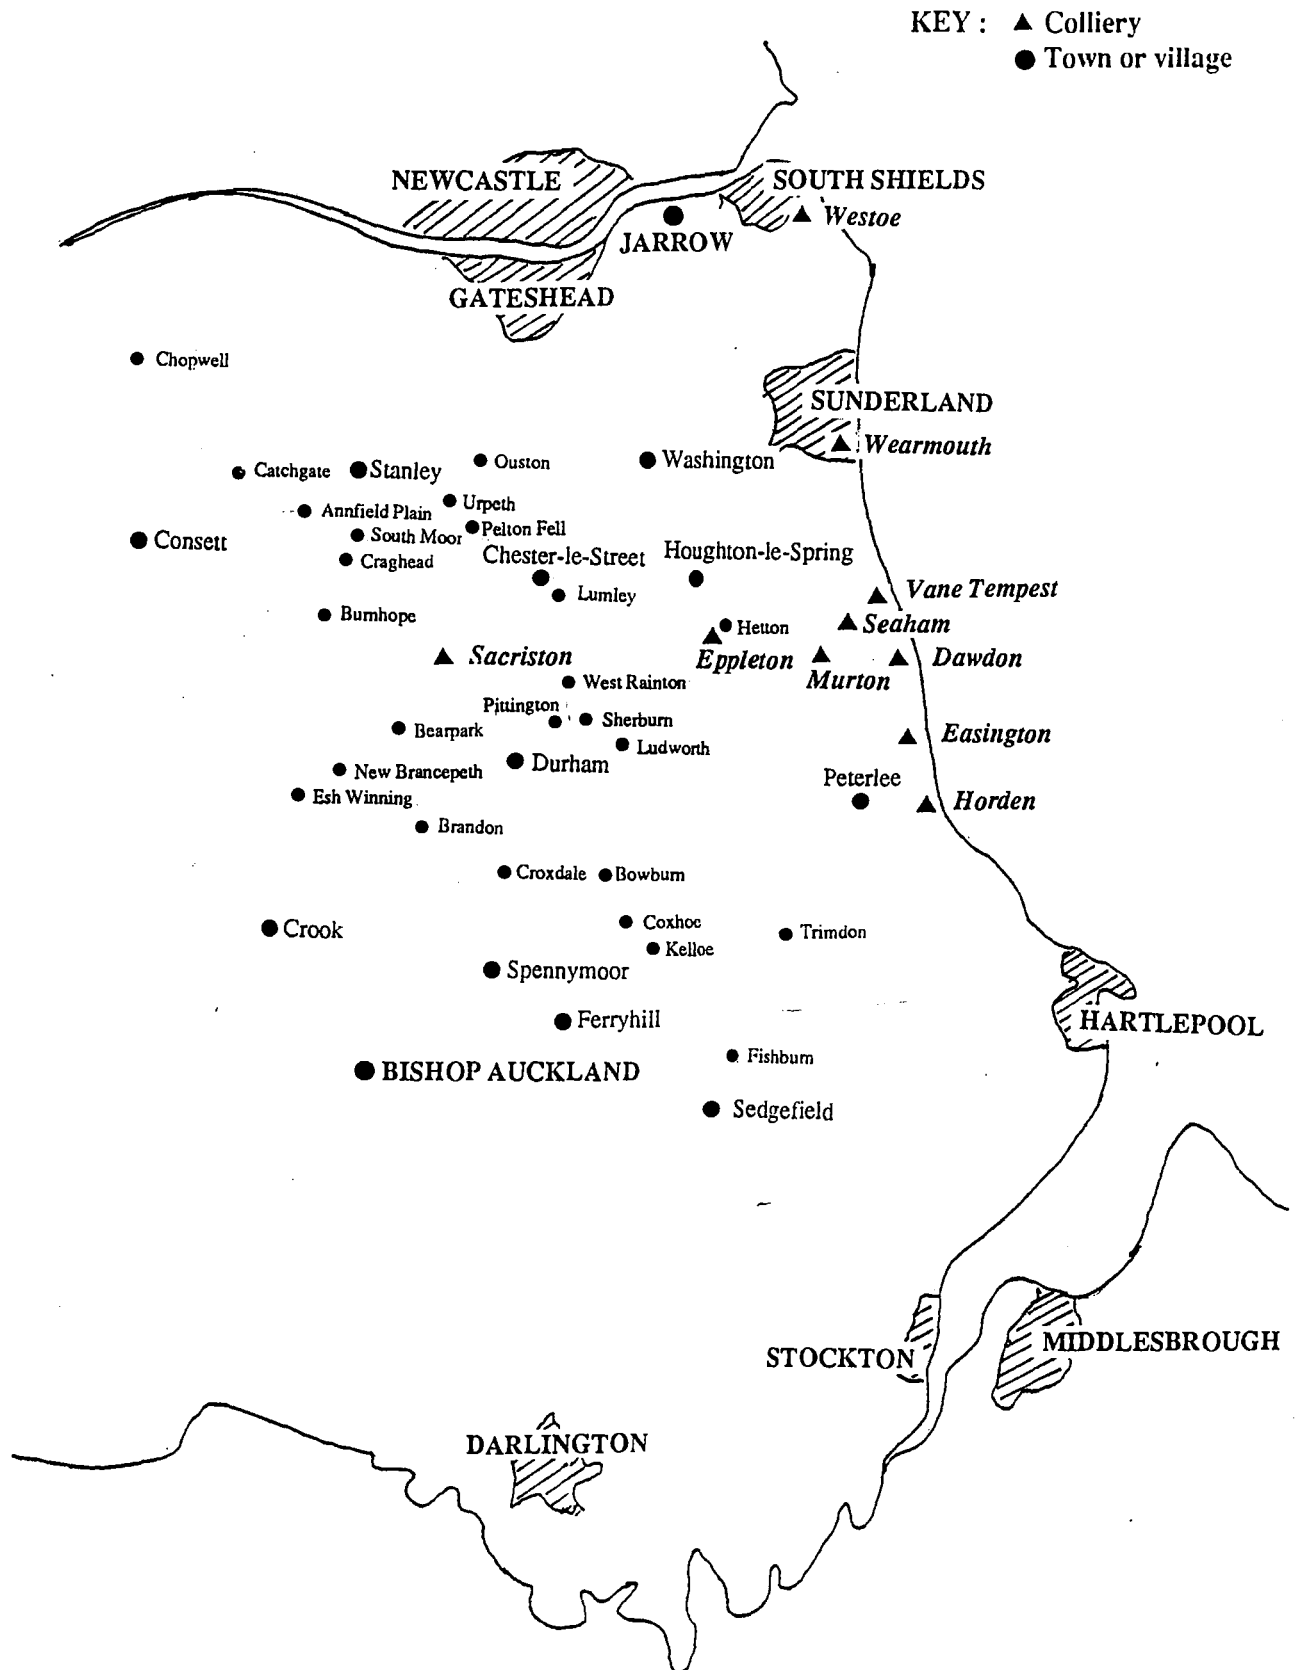 KEY : ▲ Colliery
● Town or village
NEWCASTLE
SOUTH SHIELDS
Westoe
JARROW
GATESHEAD
Chopwell
SUNDERLAND
Wearmouth
Catchgate
Stanley
Ouston
Washington
Urpeth
Annfield Plain
Pelton Fell
South Moor
Consett
Craghead
Chester-le-Street
Houghton-le-Spring
Vane Tempest
Lumley
Burnhope
Hetton
Seaham
Sacriston
Eppleton
Dawdon
Murton
West Rainton
Pittington
Sherburn
Bearpark
Easington
Ludworth
Durham
New Brancepeth
Peterlee
Esh Winning
Horden
Brandon
Croxdale
Bowburn
Crook
Coxhoe
Trimdon
Kelloe
Spennymoor
Ferryhill
HARTLEPOOL
Fishburn
BISHOP AUCKLAND
Sedgefield
STOCKTON
MIDDLESBROUGH
DARLINGTON